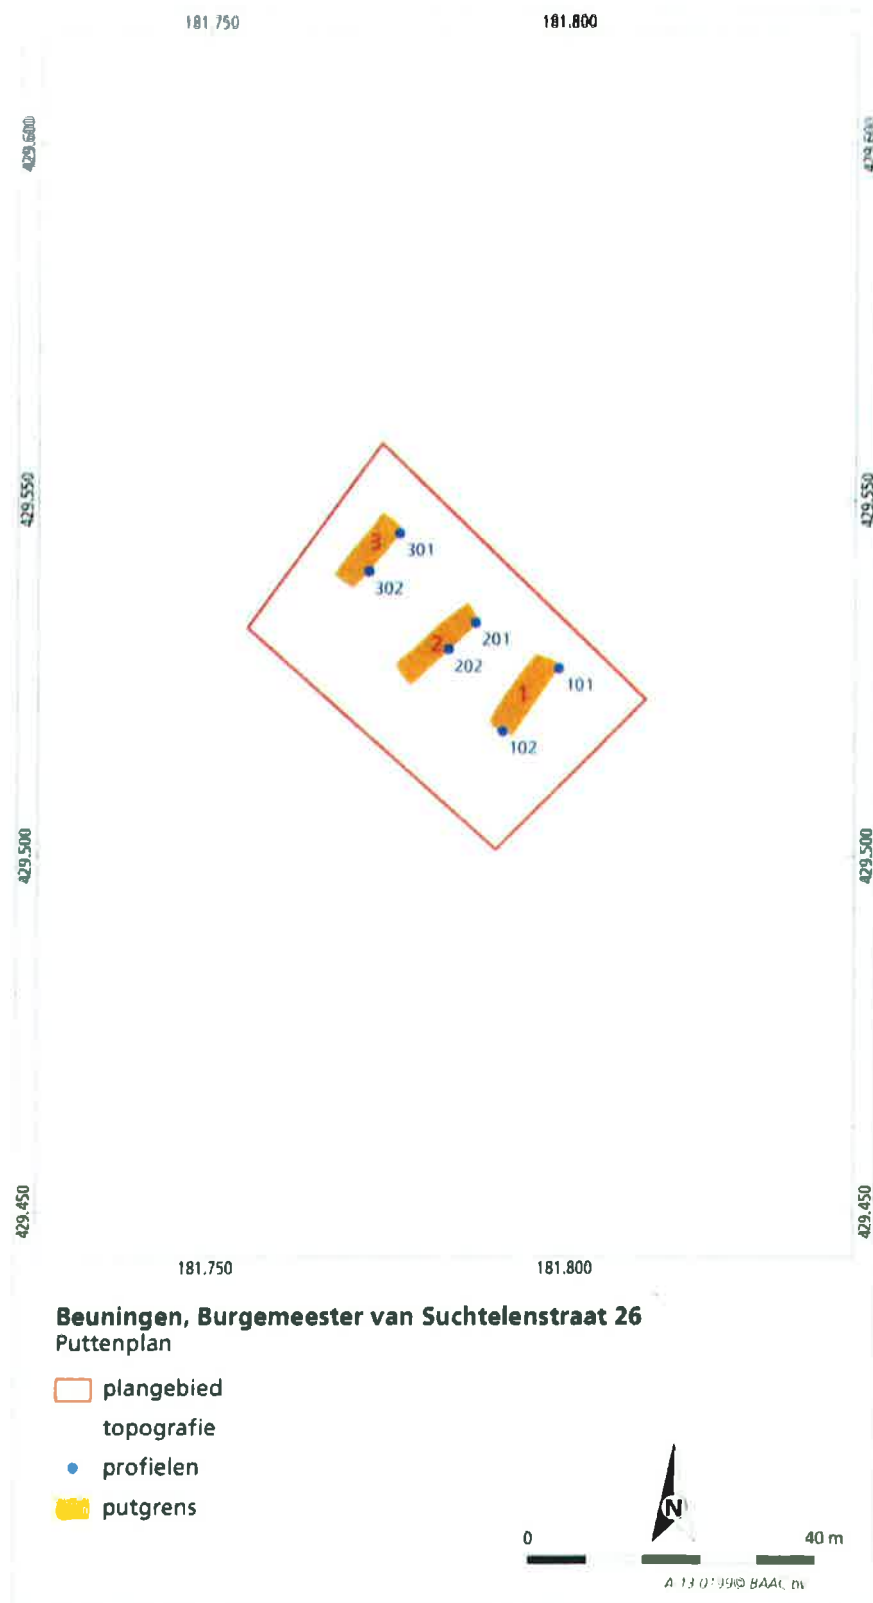 181.750 181.800
429.600 429.600
429.550 429.550
3
301
302
2
201
202
1
101
102
429.500 429.500
429.450 429.450
181.750 181.800
Beuningen, Burgemeester van Suchtelenstraat 26
Puttenplan
plangebied
topografie
profielen
putgrens
N
0 40 m
© BAAC bv